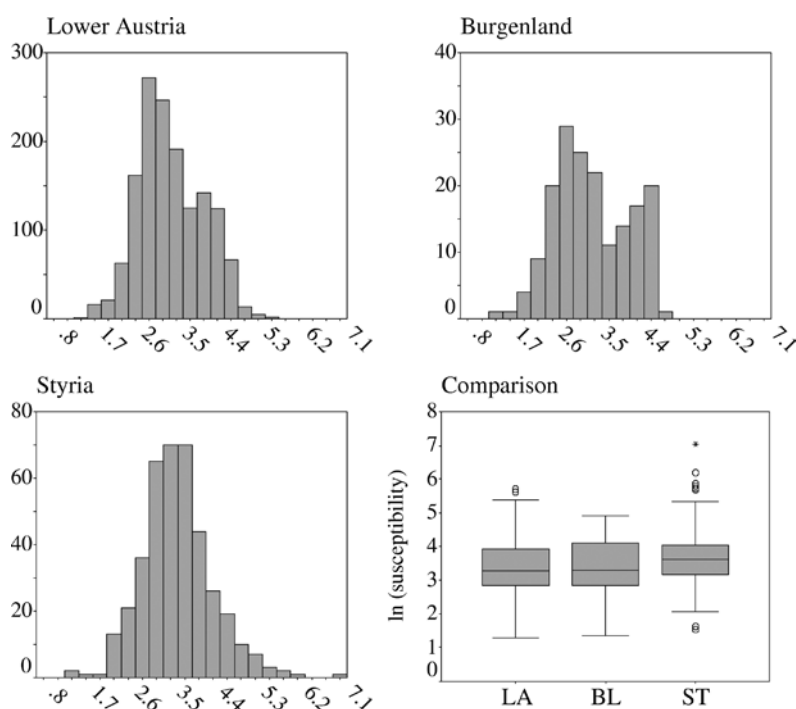 Lower Austria
300
200
100
0
.8 1.7 2.6 3.5 4.4 5.3 6.2 7.1
Burgenland
40
30
20
10
0
.8 1.7 2.6 3.5 4.4 5.3 6.2 7.1
Styria
80
60
40
20
0
.8 1.7 2.6 3.5 4.4 5.3 6.2 7.1
Comparison
ln (susceptibility)
8
7
6
5
4
3
2
1
0
*
LA BL ST